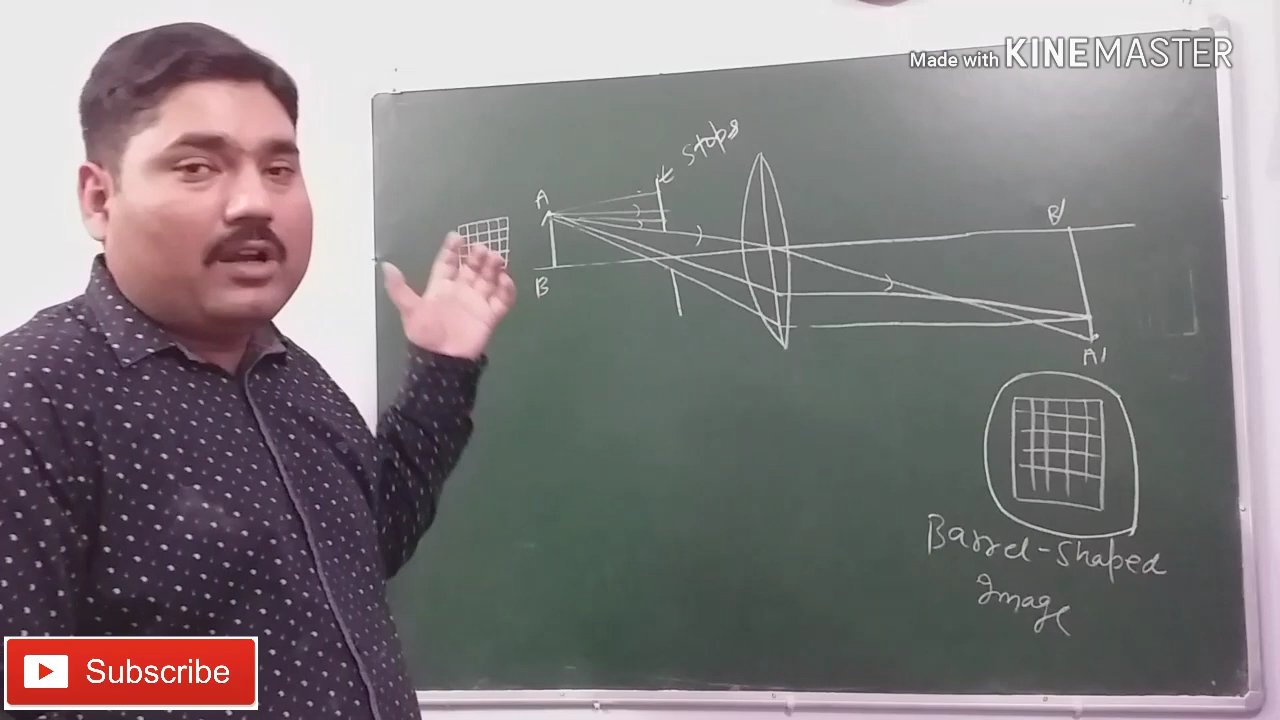 Made with KINEMASTER
Stops
A
B
B'
A'
Barrel-shaped
Image
Subscribe